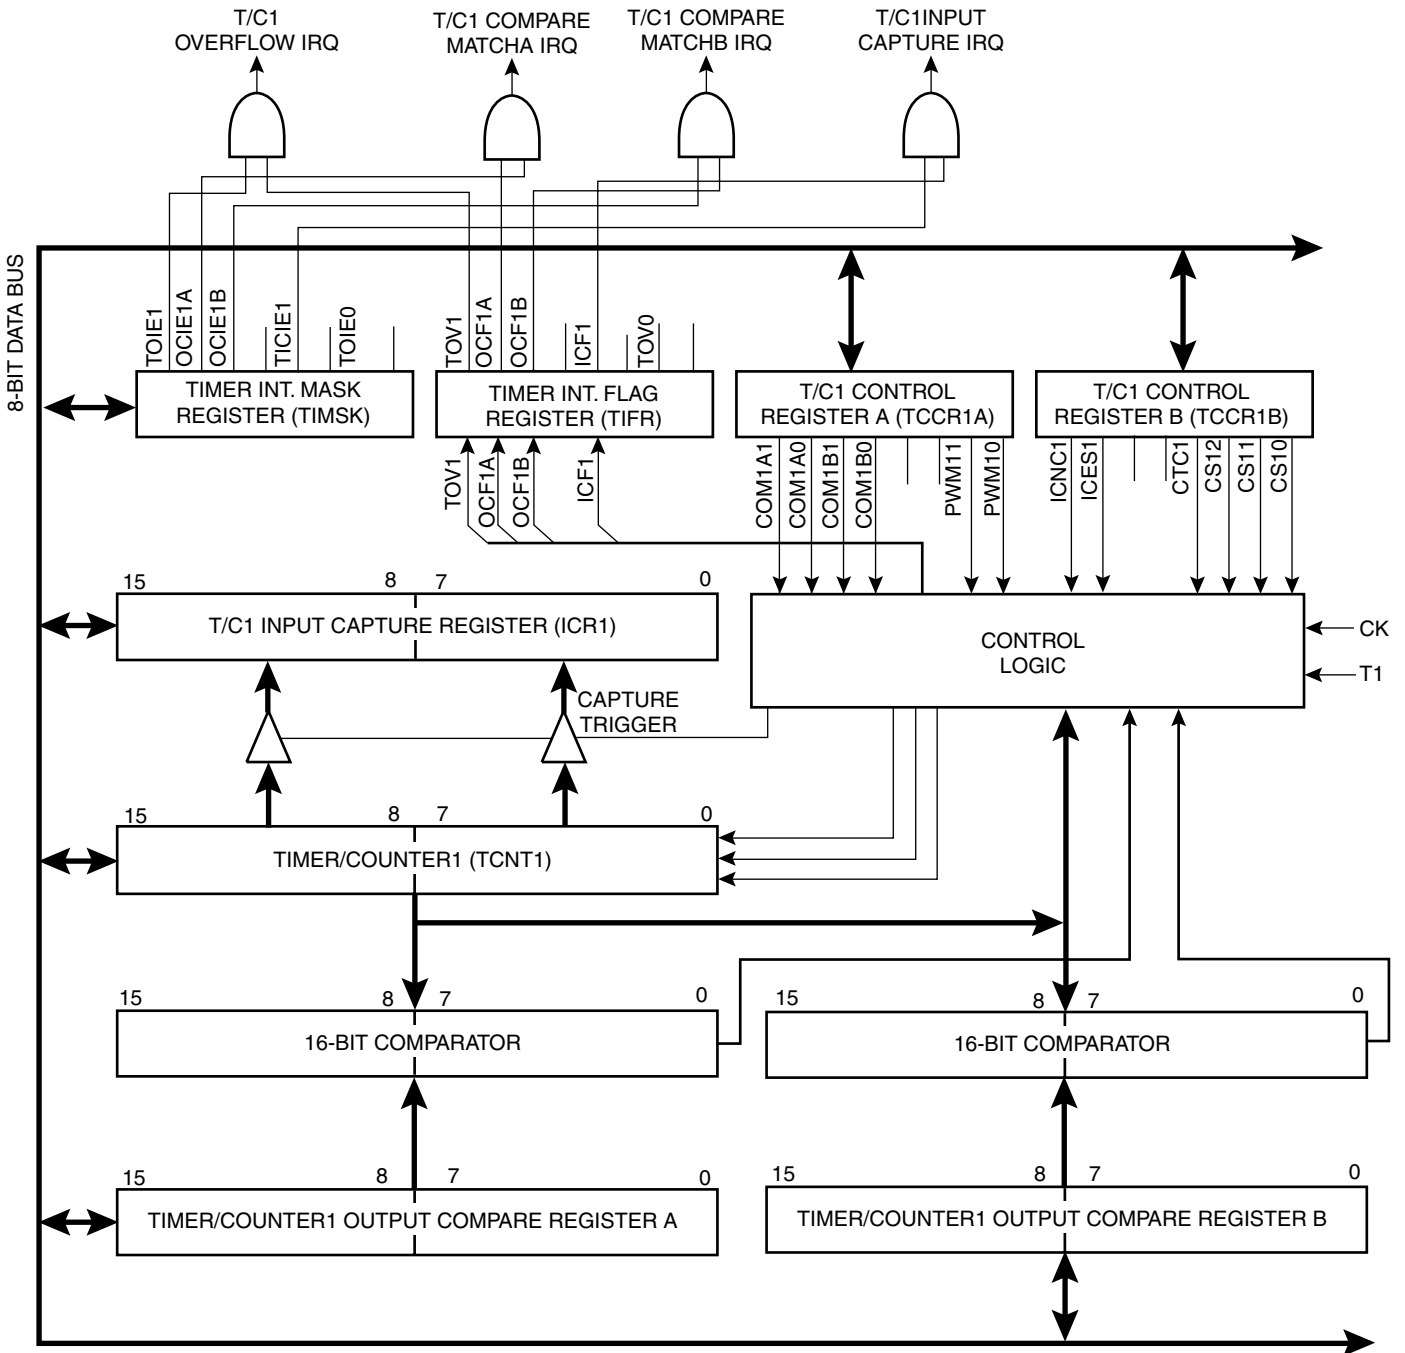 T/C1
OVERFLOW IRQ
T/C1 COMPARE
MATCHA IRQ
T/C1 COMPARE
MATCHB IRQ
T/C1INPUT
CAPTURE IRQ
8-BIT DATA BUS
TOIE1
OCIE1A
OCIE1B
TICIE1
TOIE0
TOV1
OCF1A
OCF1B
ICF1
TOV0
TIMER INT. MASK
REGISTER (TIMSK)
TIMER INT. FLAG
REGISTER (TIFR)
T/C1 CONTROL
REGISTER A (TCCR1A)
T/C1 CONTROL
REGISTER B (TCCR1B)
TOV1
OCF1A
OCF1B
ICF1
COM1A1
COM1A0
COM1B1
COM1B0
PWM11
PWM10
ICNC1
ICES1
CTC1
CS12
CS11
CS10
15
8
7
0
T/C1 INPUT CAPTURE REGISTER (ICR1)
CONTROL
LOGIC
CK
T1
CAPTURE
TRIGGER
15
8
7
0
TIMER/COUNTER1 (TCNT1)
15
8
7
0
16-BIT COMPARATOR
15
8
7
0
16-BIT COMPARATOR
15
8
7
0
TIMER/COUNTER1 OUTPUT COMPARE REGISTER A
15
8
7
0
TIMER/COUNTER1 OUTPUT COMPARE REGISTER B